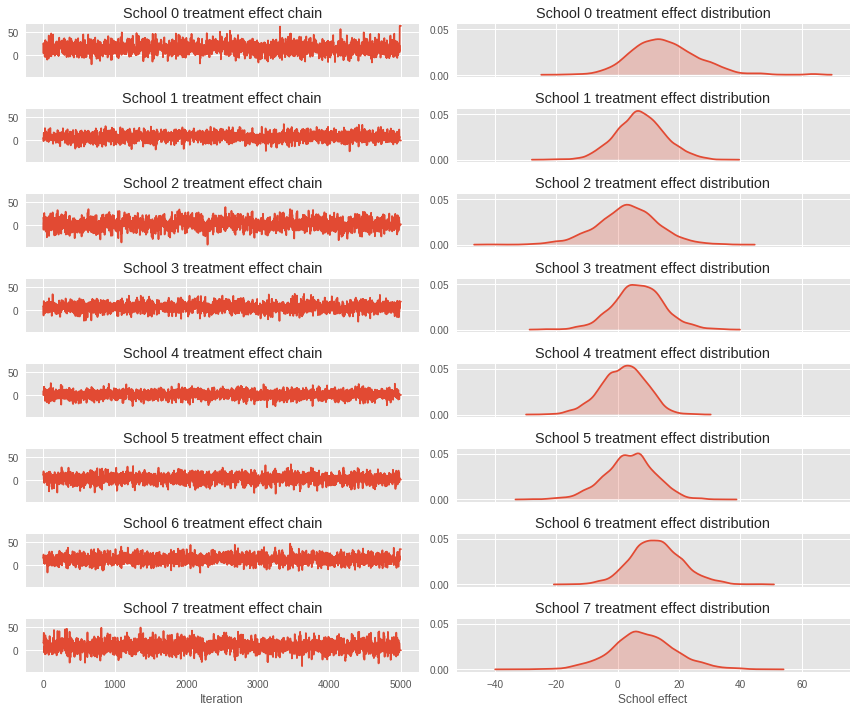 School 0 treatment effect chain School 0 treatment effect distribution
50 0.05
0 0.00
School 1 treatment effect chain School 1 treatment effect distribution
50 0.05
0 0.00
School 2 treatment effect chain School 2 treatment effect distribution
50 0.05
0 0.00
School 3 treatment effect chain School 3 treatment effect distribution
50 0.05
0 0.00
School 4 treatment effect chain School 4 treatment effect distribution
50 0.05
0 0.00
School 5 treatment effect chain School 5 treatment effect distribution
50 0.05
0 0.00
School 6 treatment effect chain School 6 treatment effect distribution
50 0.05
0 0.00
School 7 treatment effect chain School 7 treatment effect distribution
50 0.05
0 0.00
0 1000 2000 3000 4000 5000 −40 −20 0 20 40 60
Iteration School effect